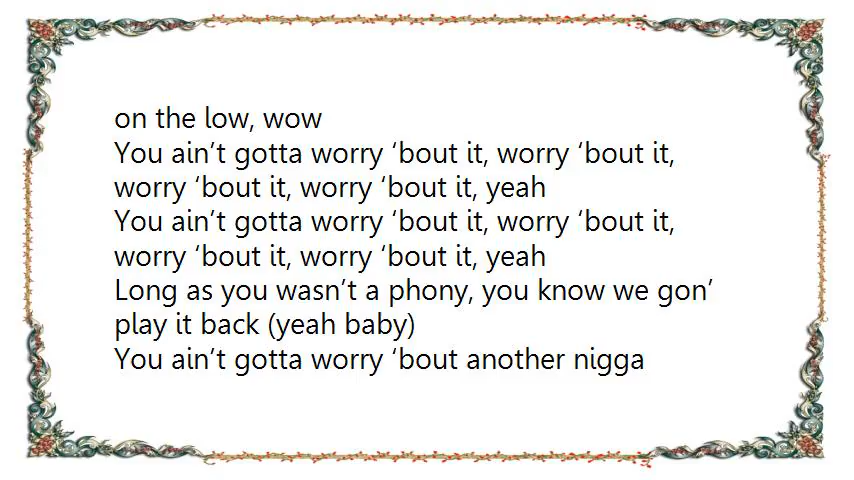 on the low, wow
You ain’t gotta worry ‘bout it, worry ‘bout it,
worry ‘bout it, worry ‘bout it, yeah
You ain’t gotta worry ‘bout it, worry ‘bout it,
worry ‘bout it, worry ‘bout it, yeah
Long as you wasn’t a phony, you know we gon’
play it back (yeah baby)
You ain’t gotta worry ‘bout another nigga